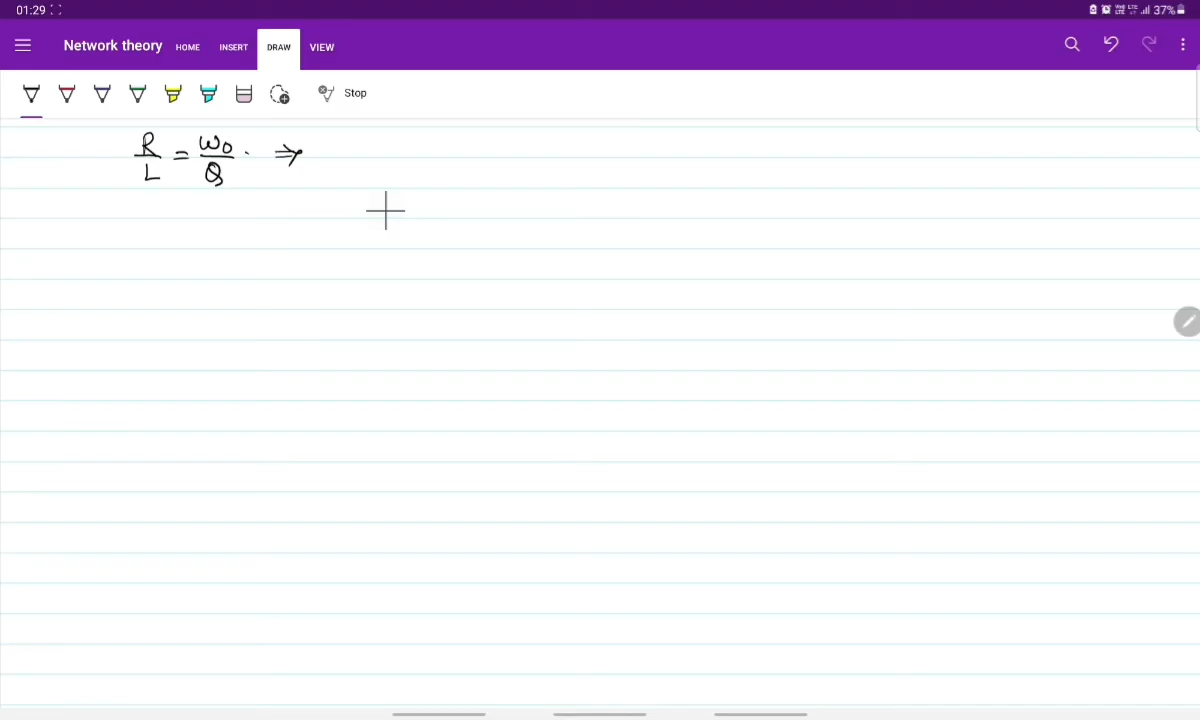 01:29 37%
Network theory HOME INSERT DRAW VIEW
Stop
R/L = ω₀/Q . ⇒